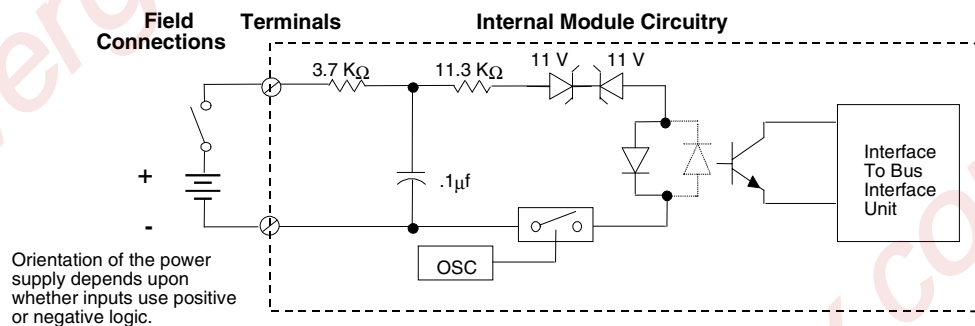 Field Connections
Terminals
Internal Module Circuitry
3.7 KΩ
11.3 KΩ
11 V
11 V
+
-
.1μf
OSC
Interface
To Bus
Interface
Unit
Orientation of the power
supply depends upon
whether inputs use positive
or negative logic.